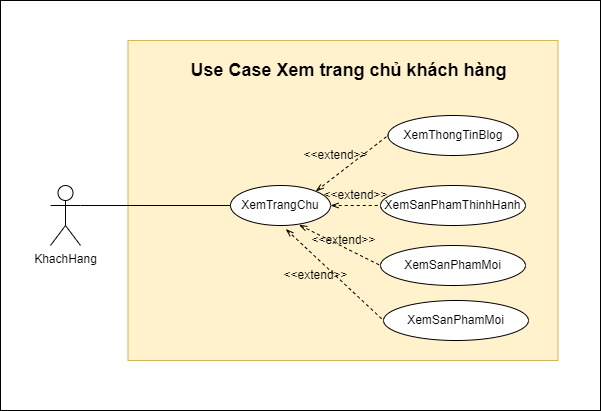 Use Case Xem trang chủ khách hàng
XemThongTinBlog
<<extend>>
<<extend>>
XemTrangChu
XemSanPhamThinhHanh
<<extend>>
KhachHang
XemSanPhamMoi
<<extend>>
XemSanPhamMoi